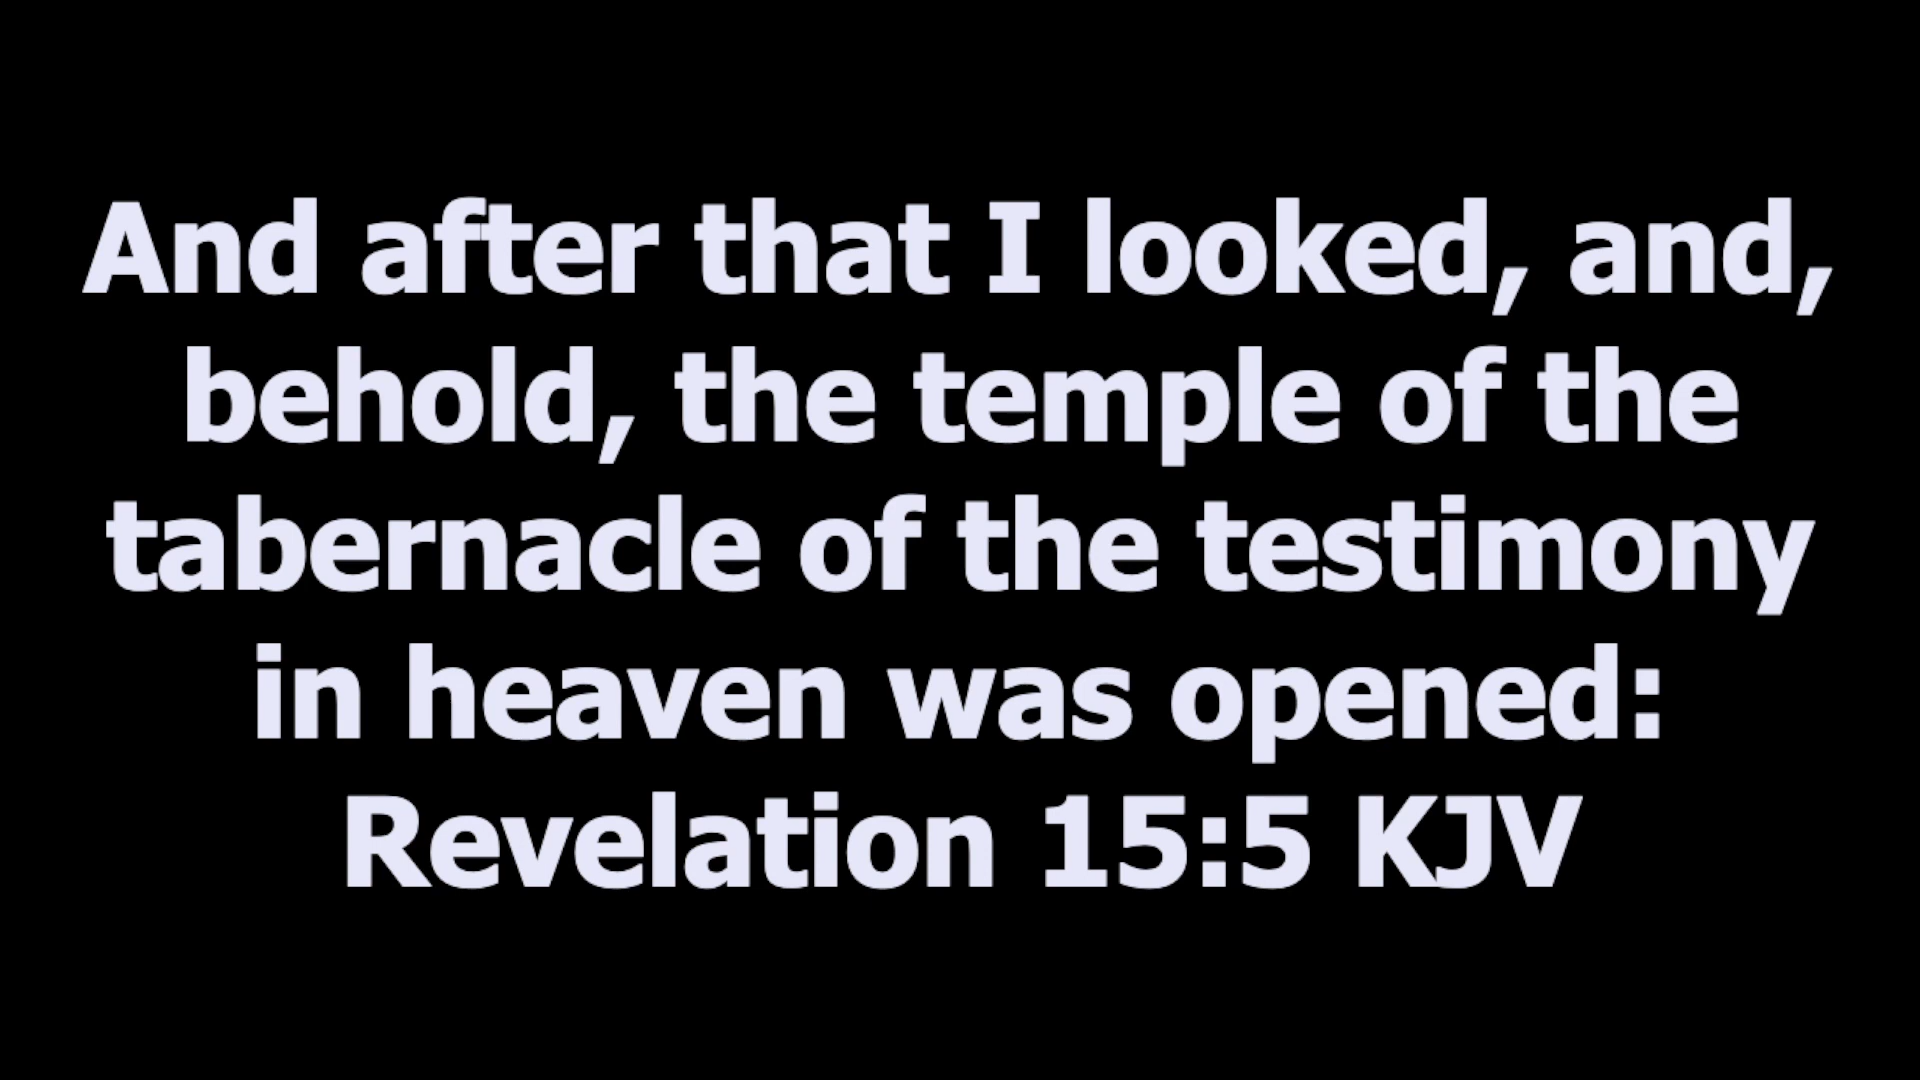 And after that I looked, and,
behold, the temple of the
tabernacle of the testimony
in heaven was opened:
Revelation 15:5 KJV